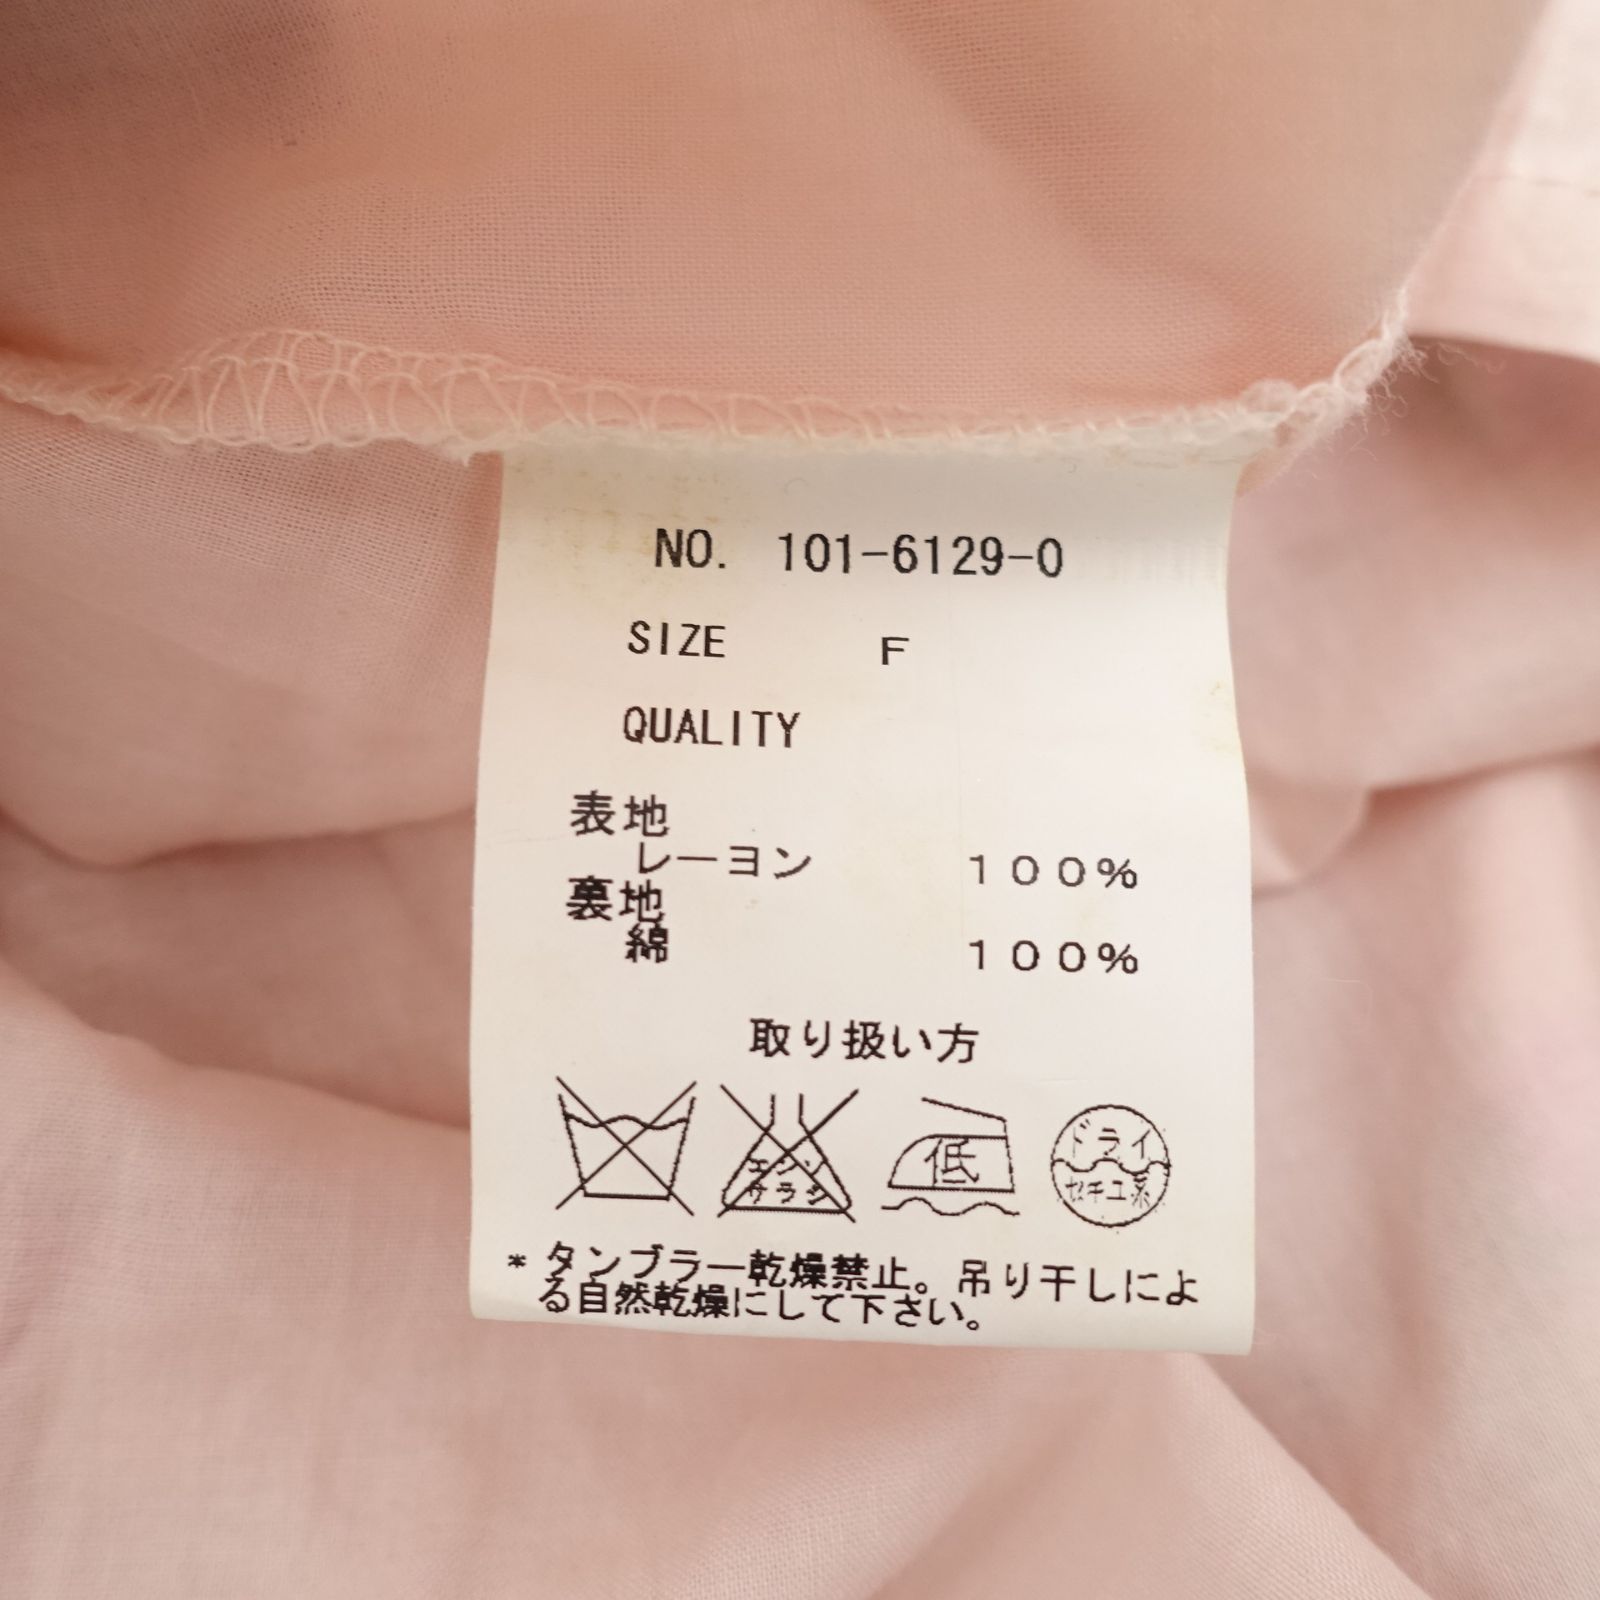 NO. 101-6129-0
SIZE F
QUALITY
表地
レーヨン 100%
裏地
綿 100%
取り扱い方
エンソ
サラシ
低
ドライ
セキユ系
* タンブラー乾燥禁止。吊り干しによ
る自然乾燥にして下さい。